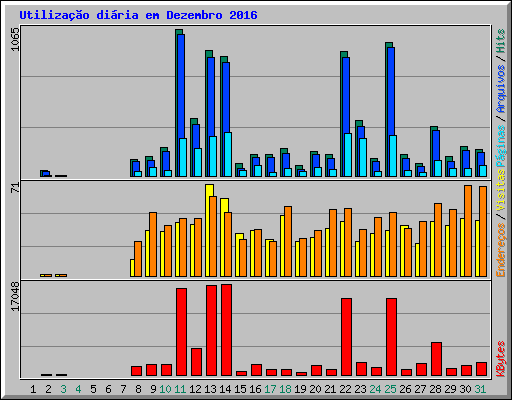 Utilização diária em Dezembro 2016
1065
Páginas / Arquivos / Hits
71
Endereços / Visitas
17048
KBytes
1 2 3 4 5 6 7 8 9 10 11 12 13 14 15 16 17 18 19 20 21 22 23 24 25 26 27 28 29 30 31